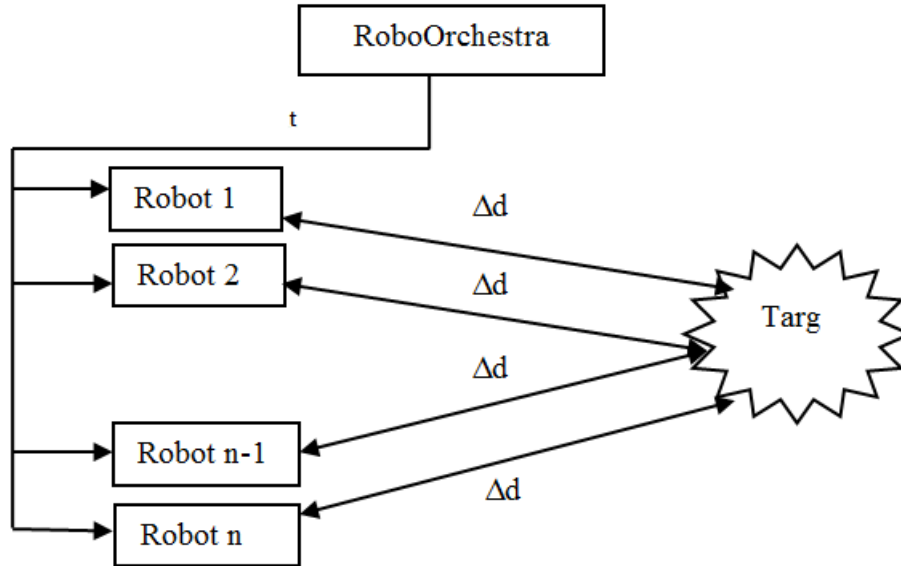 RoboOrchestra
t
Robot 1
Δd
Robot 2
Δd
Targ
Δd
Robot n-1
Δd
Robot n